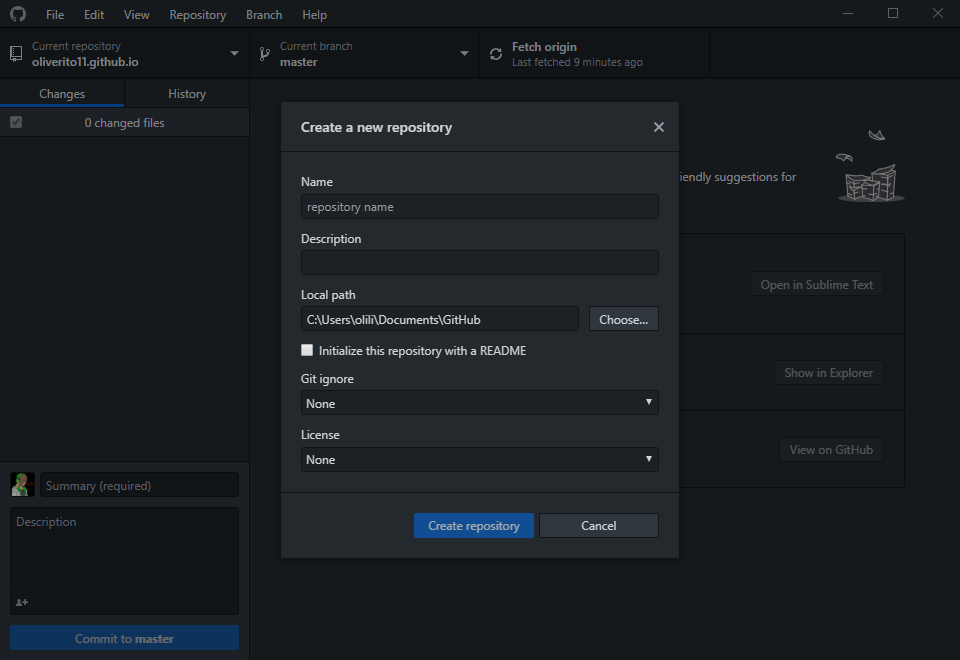 File Edit View Repository Branch Help
Current repository
oliverito11.github.io
Current branch
master
Fetch origin
Last fetched 9 minutes ago
Changes
History
0 changed files
iendly suggestions for
Open in Sublime Text
Show in Explorer
View on GitHub
Create a new repository
Name
repository name
Description
Local path
C:\Users\olili\Documents\GitHub
Choose...
Initialize this repository with a README
Git ignore
None
License
None
Create repository
Cancel
Summary (required)
Description
Commit to master